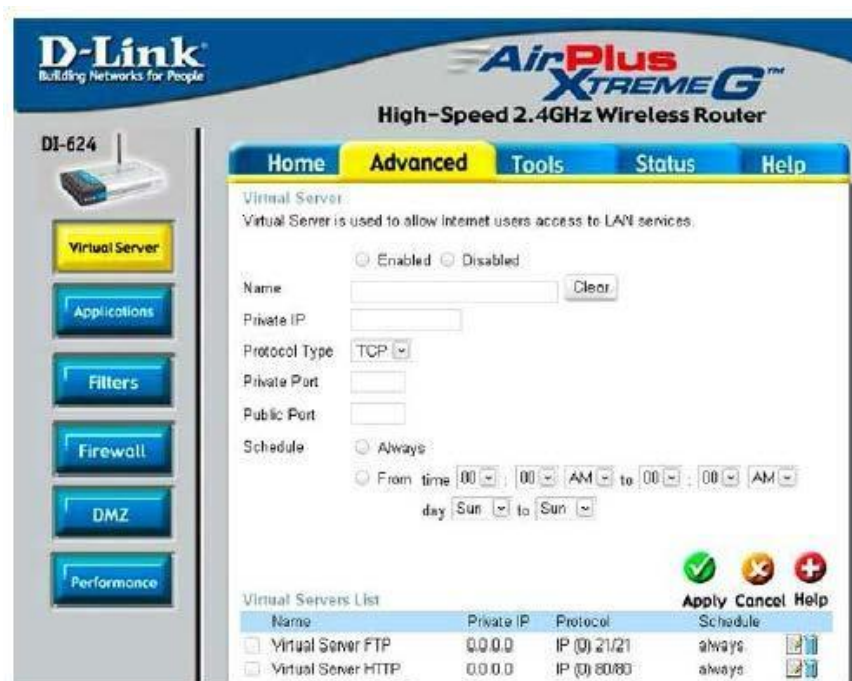 D-Link
Building Networks for People
AirPlus
XTREME G™
High-Speed 2.4GHz Wireless Router
DI-624
Home Advanced Tools Status Help
Virtual Server
Virtual Server is used to allow Internet users access to LAN services.
Virtual Server
Enabled Disabled
Name Clear
Applications
Private IP
Protocol Type TCP
Filters
Private Port
Public Port
Firewall
Schedule Always
From time 00 : 00 AM to 00 : 00 AM
day Sun to Sun
DMZ
Performance
Apply Cancel Help
Virtual Servers List
Name Private IP Protocol Schedule
Virtual Server FTP 0.0.0.0 IP (0) 21/21 always
Virtual Server HTTP 0.0.0.0 IP (0) 80/80 always